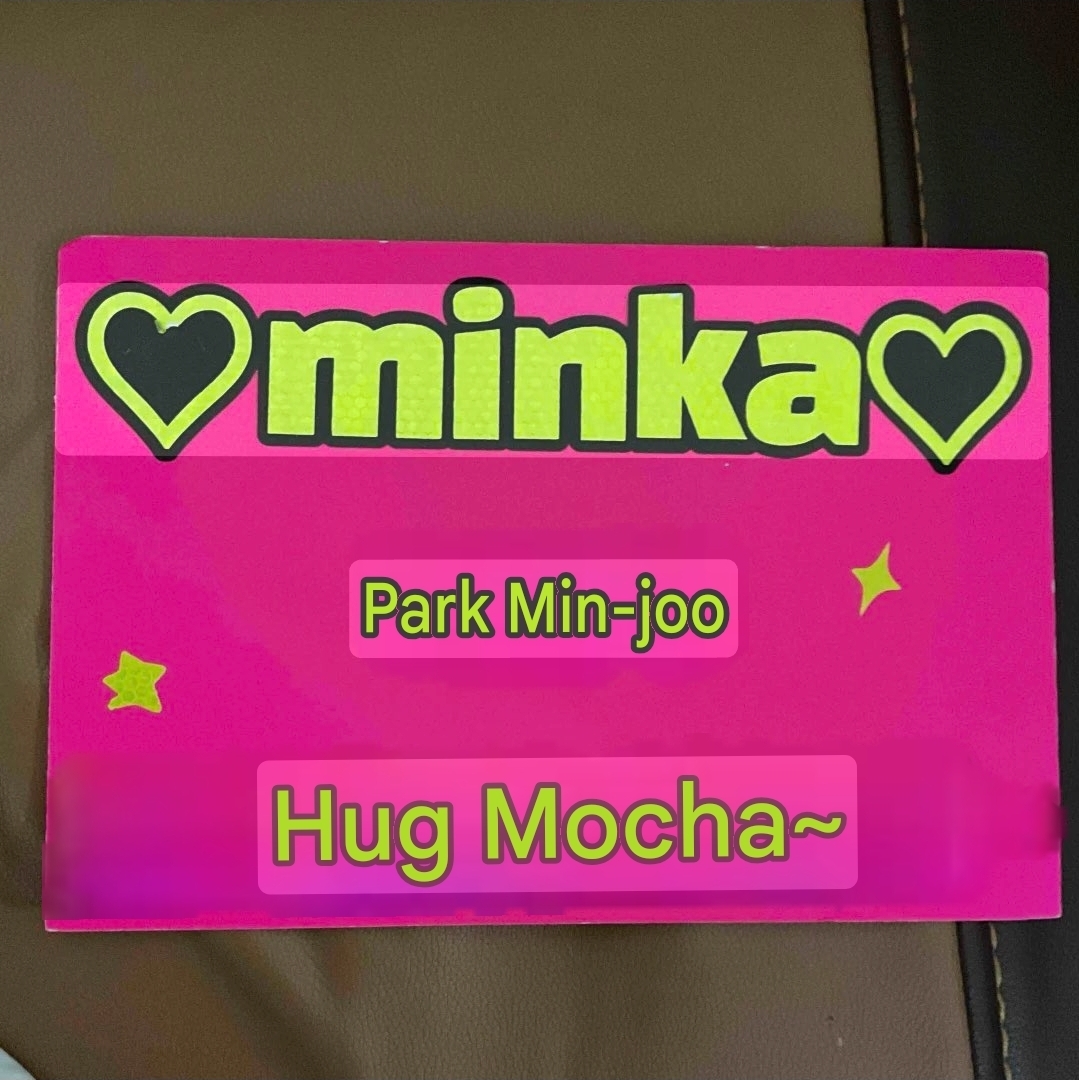 ♡minka♡
Park Min-joo
Hug Mocha~